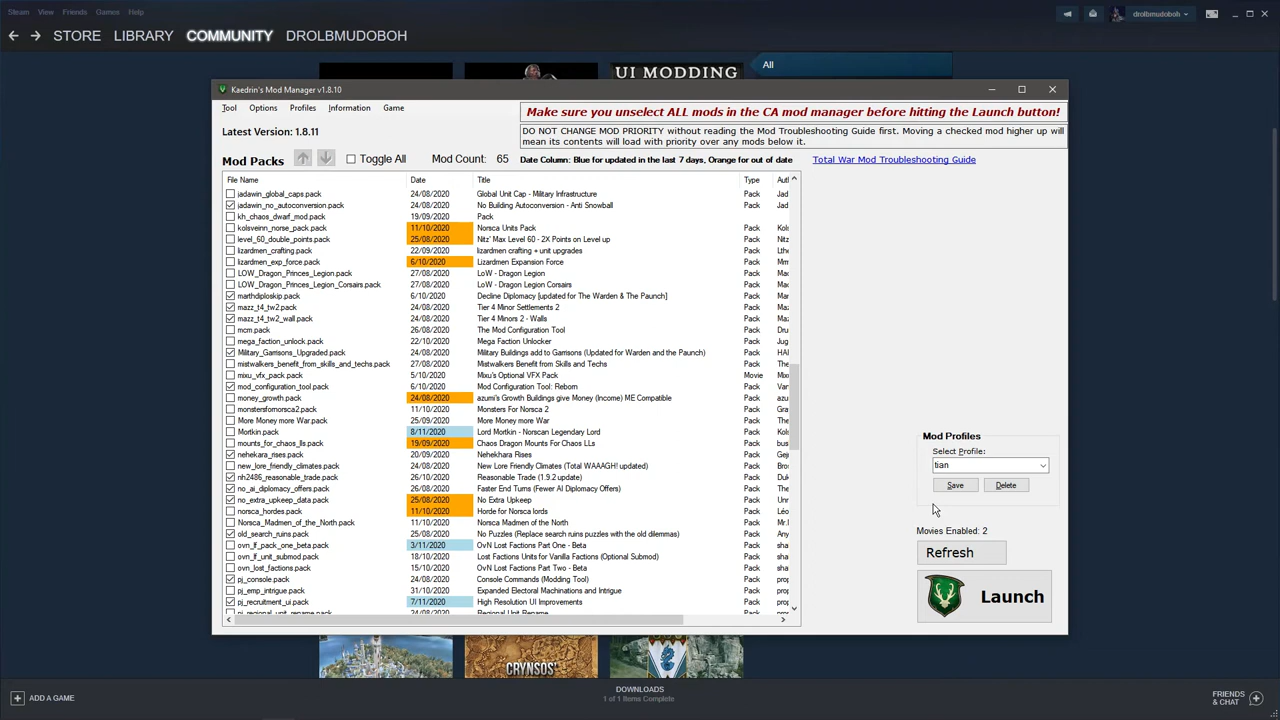 Steam View Friends Games Help
drolbmudoboh
STORE LIBRARY COMMUNITY DROLBMUDOBOH
UI MODDING
All
Kaedrin's Mod Manager v1.8.10
Tool Options Profiles Information Game
Make sure you unselect ALL mods in the CA mod manager before hitting the Launch button!
Latest Version: 1.8.11
DO NOT CHANGE MOD PRIORITY without reading the Mod Troubleshooting Guide first. Moving a checked mod higher up will
mean its contents will load with priority over any mods below it.
Mod Packs Toggle All Mod Count: 65 Date Column: Blue for updated in the last 7 days, Orange for out of date Total War Mod Troubleshooting Guide
File Name Date Title Type
jadawin_global_caps.pack 24/08/2020 Global Unit Cap - Military Infrastructure Pack Jad
jadawin_no_autoconversion.pack 24/08/2020 No Building Autoconversion - Anti Snowball Pack Jad
kh_chaos_dwarf_mod.pack 19/09/2020 Pack Pack
kolsveinn_norse_pack.pack 11/10/2020 Norsca Units Pack Pack Kols
level_60_double_points.pack 25/08/2020 Nitz' Max Level 60 - 2X Points on Level up Pack Nitz
lizardmen_crafting.pack 22/09/2020 lizardmen crafting + unit upgrades Pack Lthe
lizardmen_exp_force.pack 6/10/2020 Lizardmen Expansion Force Pack
LOW_Dragon_Princes_Legion.pack 27/08/2020 LoW - Dragon Legion Pack
LOW_Dragon_Princes_Legion_Corsairs.pack 27/08/2020 LoW - Dragon Legion Corsairs Pack
marthdiploskip.pack 6/10/2020 Decline Diplomacy [updated for The Warden & The Paunch] Pack
mazz_t4_tw2.pack 24/08/2020 Tier 4 Minor Settlements 2 Pack
mazz_t4_tw2_wall.pack 24/08/2020 Tier 4 Minors 2 - Walls Pack
mcm.pack 26/08/2020 The Mod Configuration Tool Pack
mega_faction_unlock.pack 22/10/2020 Mega Faction Unlocker Pack Jug
Military_Garrisons_Upgraded.pack 24/08/2020 Military Buildings add to Garrisons (Updated for Warden and the Paunch) Pack
mistwalkers_benefit_from_skills_and_techs.pack 27/08/2020 Mistwalkers Benefit from Skills and Techs Pack
mixu_vfx_pack.pack 5/10/2020 Mixu's Optional VFX Pack Movie
mod_configuration_tool.pack 6/10/2020 Mod Configuration Tool: Reborn Pack
money_growth.pack 24/08/2020 azumi's Growth Buildings give Money (Income) ME Compatible Pack azu
monstersfornorsca2.pack 11/10/2020 Monsters For Norsca 2 Pack
More Money more War.pack 25/09/2020 More Money more War Pack
Mortkin.pack 8/11/2020 Mortkin - Norscan Legendary Lord Pack Kols
mounts_for_chaos_lls.pack 19/09/2020 Chaos Dragon Mounts For Chaos LLs Pack bus
nehekara_rises.pack 20/09/2020 Nehekhara Rises Pack
new_lore_friendly_climates.pack 24/08/2020 New Lore Friendly Climates (Total WAAAGH! updated) Pack
nh2486_reasonable_trade.pack 26/10/2020 Reasonable Trade (1.9.2 update) Pack
no_ai_diplomacy_offers.pack 26/08/2020 Faster End Turns (Fewer AI Diplomacy Offers) Pack
no_extra_upkeep_data.pack 25/08/2020 No Extra Upkeep Pack
norsca_hordes.pack 11/10/2020 Horde for Norsca lords Pack
Norsca_Madmen_of_the_North.pack 23/10/2020 Norsca Madmen of the North Pack
old_search_ruins.pack 25/08/2020 No Puzzles (Replace search ruins puzzles with the old dilemmas) Pack
ovn_lf_pack_one_beta.pack 3/11/2020 OvN Lost Factions Part One - Beta Pack
ovn_lf_unit_submod.pack 18/10/2020 Lost Factions Units for Vanilla Factions (Optional Submod) Pack
ovn_lost_factions.pack 15/10/2020 OvN Lost Factions Part Two - Beta Pack
pj_console.pack 24/08/2020 Console Commands (Modding Tool) Pack
pj_emp_intrigue.pack 31/10/2020 Expanded Electoral Machinations and Intrigue Pack
pj_recruitment_ui.pack 7/11/2020 High Resolution UI Improvements Pack
Mod Profiles
Select Profile:
tian
Save Delete
Movies Enabled: 2
Refresh
Launch
CRYNSOS'
ADD A GAME
DOWNLOADS
1 of 1 Items Complete
FRIENDS
& CHAT